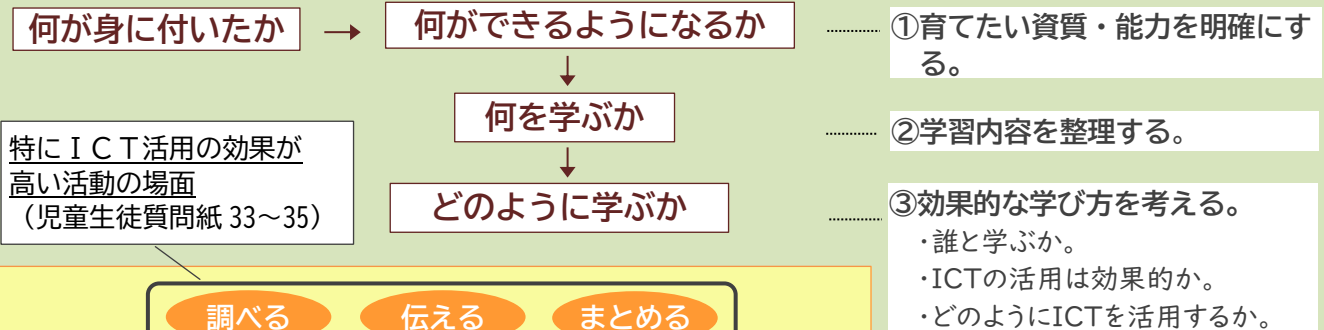 何が身に付いたか → 何ができるようになるか
①育てたい資質・能力を明確にす
る。
↓
何を学ぶか
②学習内容を整理する。
↓
どのように学ぶか
③効果的な学び方を考える。
・誰と学ぶか。
・ICTの活用は効果的か。
・どのようにICTを活用するか。
特にＩＣＴ活用の効果が
高い活動の場面
（児童生徒質問紙 33～35）
調べる 伝える まとめる